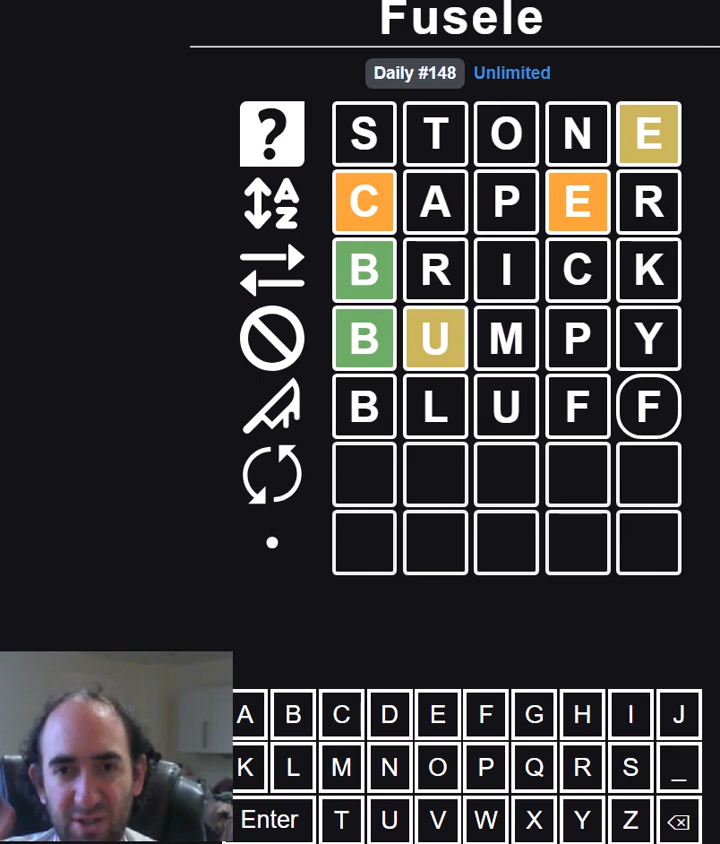 Fusele
Daily #148 Unlimited
? S T O N E
A Z C A P E R
B R I C K
B U M P Y
B L U F F
A B C D E F G H I J
K L M N O P Q R S _
Enter T U V W X Y Z